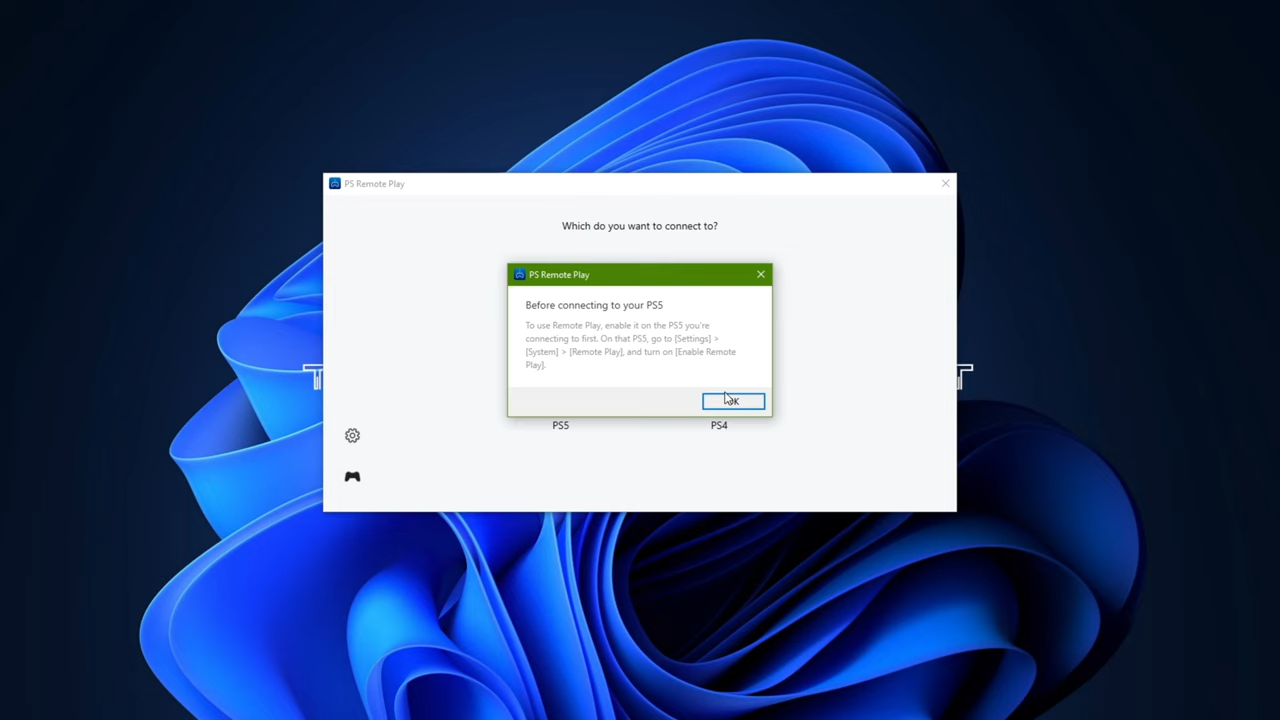 PS Remote Play
Which do you want to connect to?
PS Remote Play
Before connecting to your PS5
To use Remote Play, enable it on the PS5 you're
connecting to first. On that PS5, go to [Settings] >
[System] > [Remote Play], and turn on [Enable Remote
Play].
OK
PS5 PS4